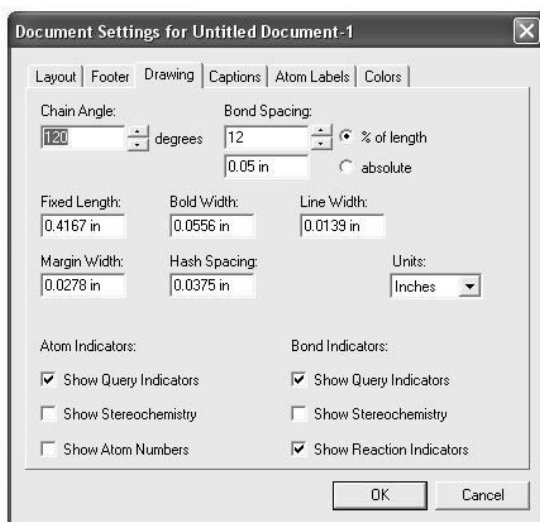 Document Settings for Untitled Document-1
Layout Footer Drawing Captions Atom Labels Colors
Chain Angle: Bond Spacing:
120 degrees 12 % of length
0.05 in absolute
Fixed Length: Bold Width: Line Width:
0.4167 in 0.0556 in 0.0139 in
Margin Width: Hash Spacing: Units:
0.0278 in 0.0375 in Inches
Atom Indicators: Bond Indicators:
Show Query Indicators Show Query Indicators
Show Stereochemistry Show Stereochemistry
Show Atom Numbers Show Reaction Indicators
OK Cancel